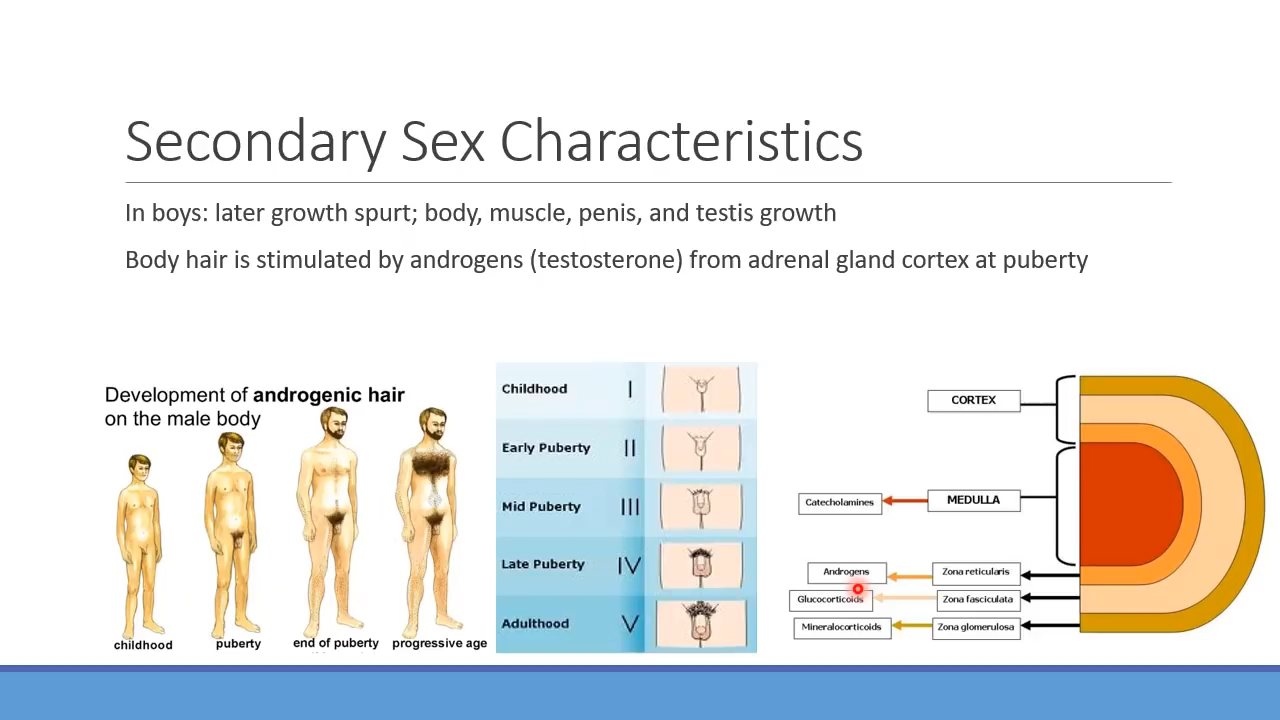 Secondary Sex Characteristics
In boys: later growth spurt; body, muscle, penis, and testis growth
Body hair is stimulated by androgens (testosterone) from adrenal gland cortex at puberty
Development of androgenic hair
on the male body
childhood
puberty
end of puberty
progressive age
Childhood I
Early Puberty II
Mid Puberty III
Late Puberty IV
Adulthood V
CORTEX
Catecholamines
MEDULLA
Androgens
Zona reticularis
Glucocorticoids
Zona fasciculata
Mineralocorticoids
Zona glomerulosa